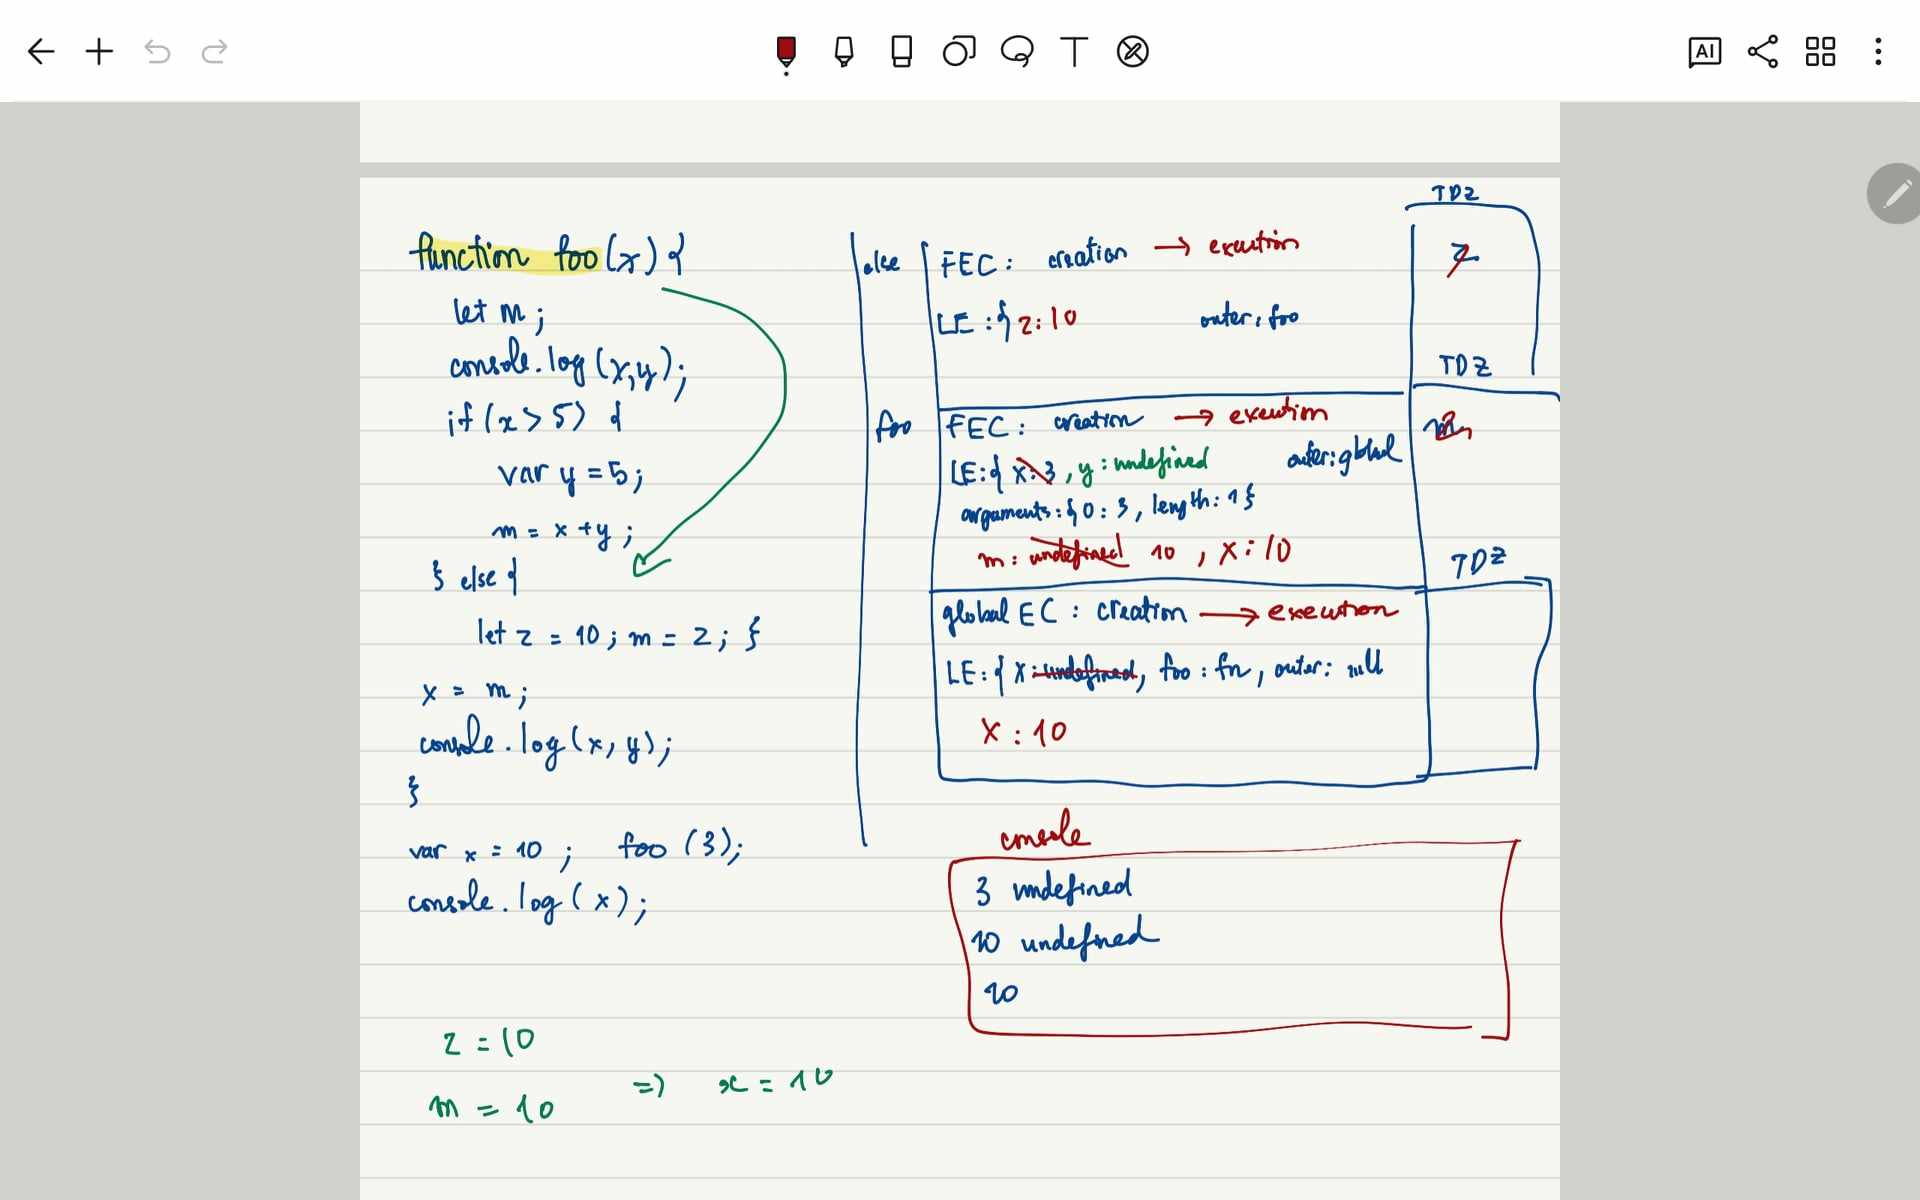 AI
function foo(x){
let m;
console.log(x,y);
if(x>5) {
var y=5;
m = x+y;
} else {
let z = 10; m = z; }
x = m;
console.log(x, y);
}
var x = 10; foo (3);
console.log(x);
z = 10
m = 10 => x = 10
TDZ
else FEC: creation → execution z
LE:{ z:10 outer: foo
TDZ
foo FEC: creation → execution m
LE:{ x:3, y: undefined outer: global
arguments:{0:3, length:1}
m: undefined 10, x:10
TDZ
global EC: creation → execution
LE:{ x: undefined, foo: fn, outer: null
x: 10
console
3 undefined
10 undefined
10